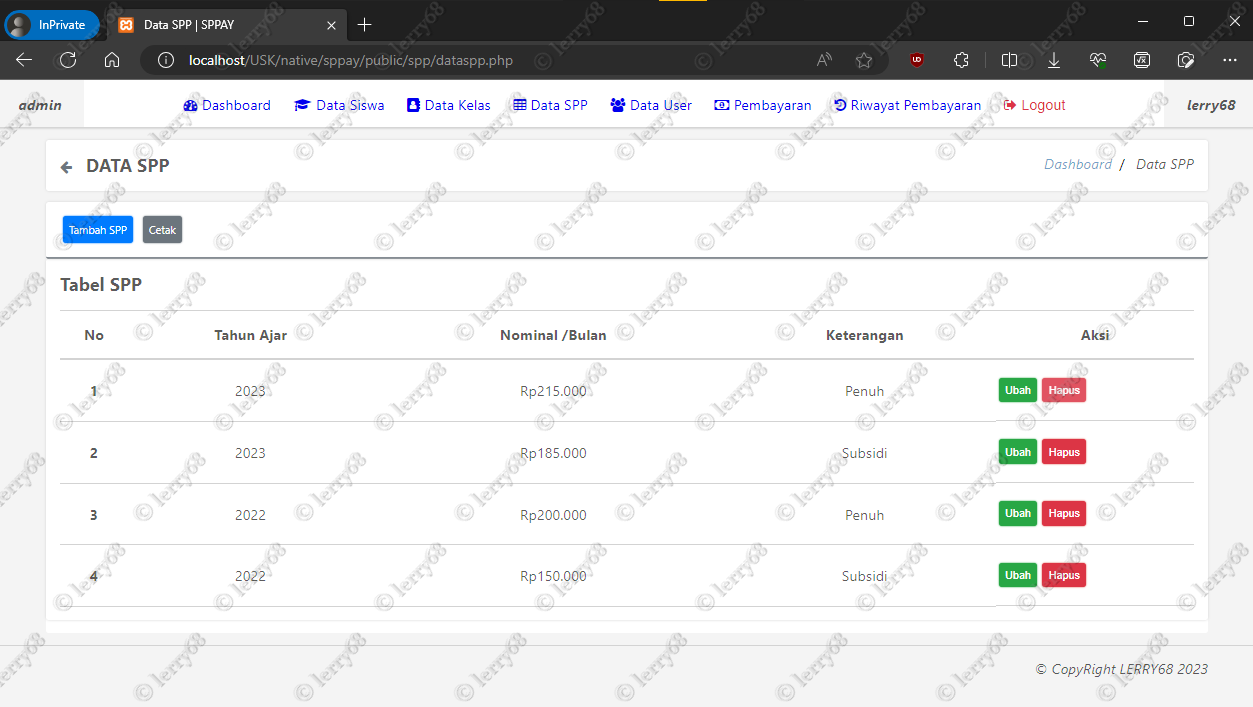 InPrivate
Data SPP | SPPAY
localhost/USK/native/sppay/public/spp/dataspp.php
admin
Dashboard Data Siswa Data Kelas Data SPP Data User Pembayaran Riwayat Pembayaran Logout
lerry68
DATA SPP
Dashboard / Data SPP
Tambah SPP Cetak
Tabel SPP
No Tahun Ajar Nominal /Bulan Keterangan Aksi
1 2023 Rp215.000 Penuh Ubah Hapus
2 2023 Rp185.000 Subsidi Ubah Hapus
3 2022 Rp200.000 Penuh Ubah Hapus
4 2022 Rp150.000 Subsidi Ubah Hapus
© CopyRight LERRY68 2023
© lerry68